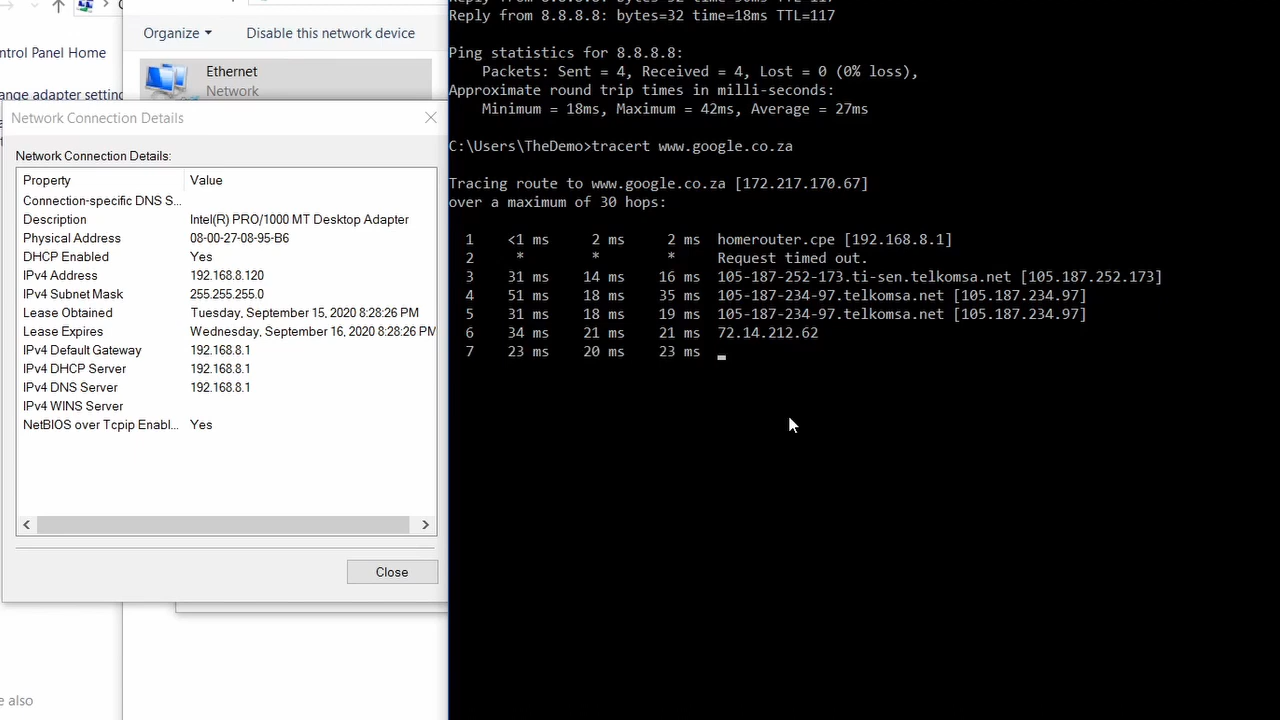 ntrol Panel Home
ange adapter setting
e also
Organize
Disable this network device
Ethernet
Network
Network Connection Details
Network Connection Details:
Property Value
Connection-specific DNS S...
Description Intel(R) PRO/1000 MT Desktop Adapter
Physical Address 08-00-27-08-95-B6
DHCP Enabled Yes
IPv4 Address 192.168.8.120
IPv4 Subnet Mask 255.255.255.0
Lease Obtained Tuesday, September 15, 2020 8:28:26 PM
Lease Expires Wednesday, September 16, 2020 8:28:26 PM
IPv4 Default Gateway 192.168.8.1
IPv4 DHCP Server 192.168.8.1
IPv4 DNS Server 192.168.8.1
IPv4 WINS Server
NetBIOS over Tcpip Enabl... Yes
Close
Reply from 8.8.8.8: bytes=32 time=18ms TTL=117
Ping statistics for 8.8.8.8:
Packets: Sent = 4, Received = 4, Lost = 0 (0% loss),
Approximate round trip times in milli-seconds:
Minimum = 18ms, Maximum = 42ms, Average = 27ms
C:\Users\TheDemo>tracert www.google.co.za
Tracing route to www.google.co.za [172.217.170.67]
over a maximum of 30 hops:
1 <1 ms 2 ms 2 ms homerouter.cpe [192.168.8.1]
2 * * * Request timed out.
3 31 ms 14 ms 16 ms 105-187-252-173.ti-sen.telkomsa.net [105.187.252.173]
4 51 ms 18 ms 35 ms 105-187-234-97.telkomsa.net [105.187.234.97]
5 31 ms 18 ms 19 ms 105-187-234-97.telkomsa.net [105.187.234.97]
6 34 ms 21 ms 21 ms 72.14.212.62
7 23 ms 20 ms 23 ms